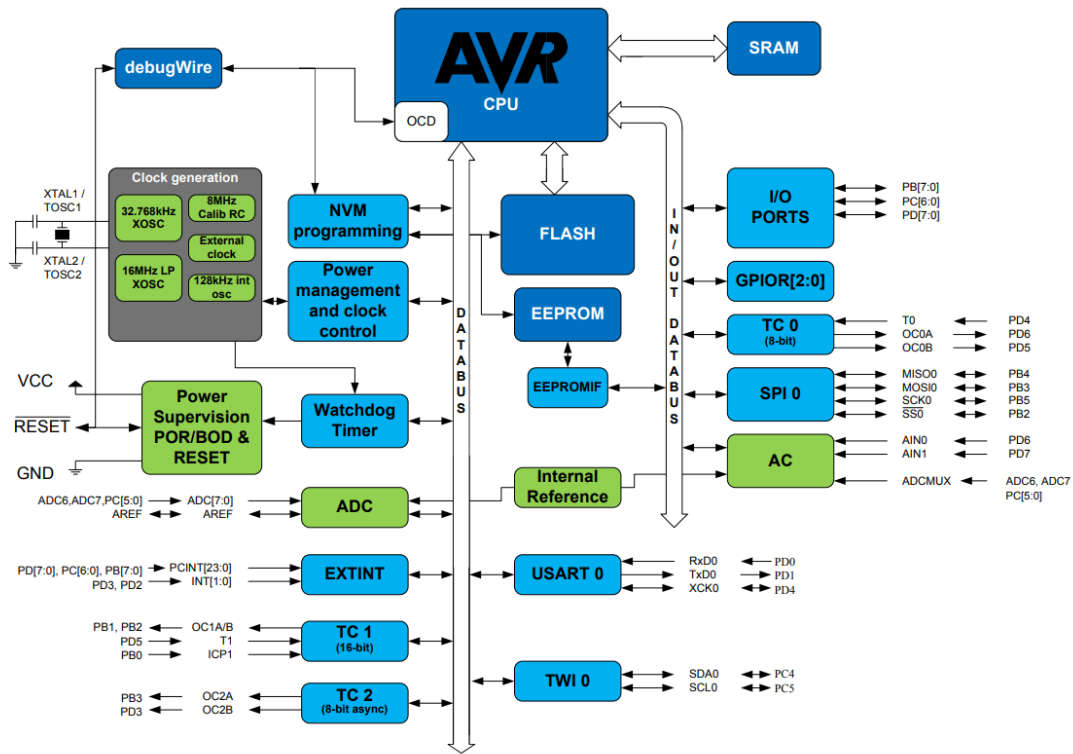 AVR
CPU
OCD
SRAM
debugWire
Clock generation
XTAL1 /
TOSC1
32.768kHz
XOSC
8MHz
Calib RC
External
clock
XTAL2 /
TOSC2
16MHz LP
XOSC
128kHz int
osc
NVM
programming
FLASH
I/O
PORTS
PB[7:0]
PC[6:0]
PD[7:0]
Power
management
and clock
control
EEPROM
EEPROMIF
GPIOR[2:0]
DATABUS
IN/OUT DATABUS
TC 0
(8-bit)
T0 PD4
OC0A PD6
OC0B PD5
SPI 0
MISO0 PB4
MOSI0 PB3
SCK0 PB5
SS0 PB2
VCC
RESET
GND
Power
Supervision
POR/BOD &
RESET
Watchdog
Timer
AC
AIN0 PD6
AIN1 PD7
ADCMUX ADC6, ADC7
PC[5:0]
Internal
Reference
ADC6,ADC7,PC[5:0] ADC[7:0]
AREF AREF
ADC
PD[7:0], PC[6:0], PB[7:0] PCINT[23:0]
PD3, PD2 INT[1:0]
EXTINT
USART 0
RxD0 PD0
TxD0 PD1
XCK0 PD4
PB1, PB2 OC1A/B
PD5 T1
PB0 ICP1
TC 1
(16-bit)
TWI 0
SDA0 PC4
SCL0 PC5
PB3 OC2A
PD3 OC2B
TC 2
(8-bit async)